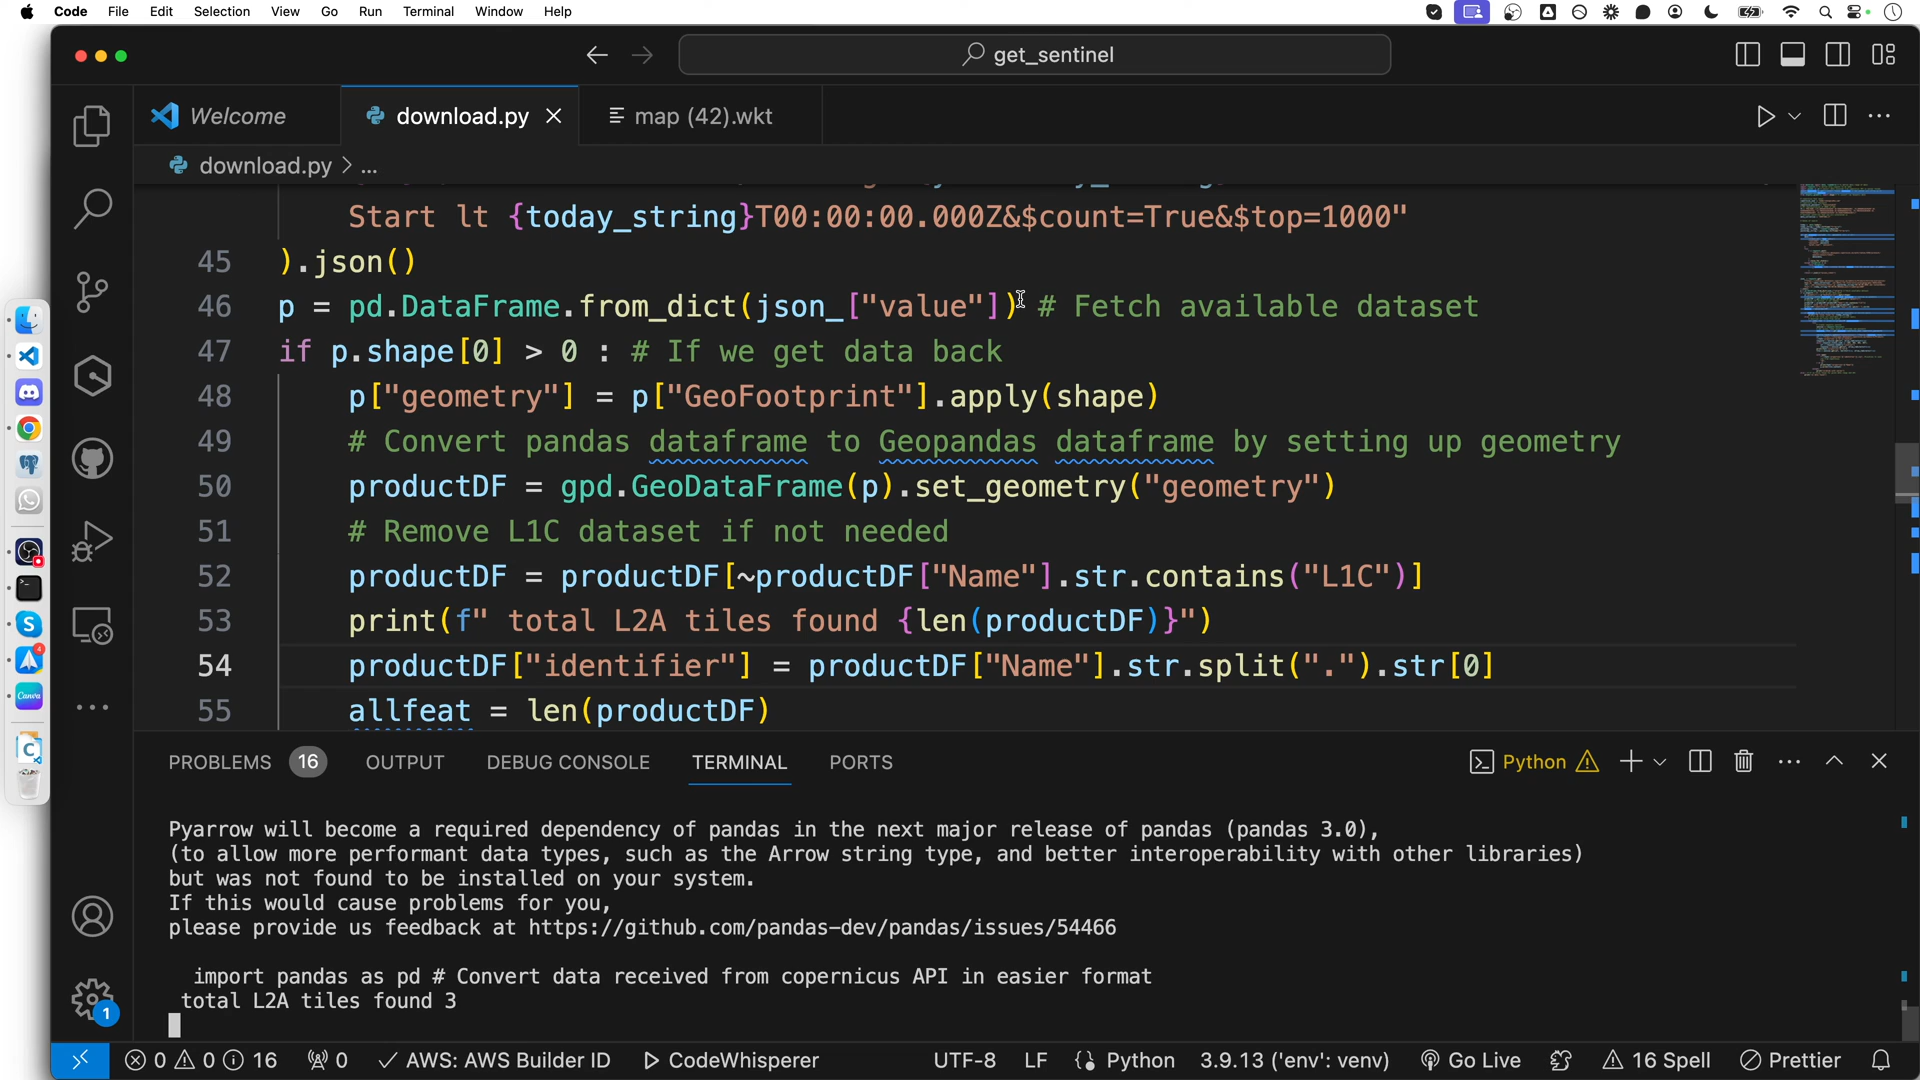 Code File Edit Selection View Go Run Terminal Window Help
get_sentinel
Welcome
download.py
map (42).wkt
download.py > ...
Start lt {today_string}T00:00:00.000Z&$count=True&$top=1000"
45 ).json()
46 p = pd.DataFrame.from_dict(json_["value"]) # Fetch available dataset
47 if p.shape[0] > 0 : # If we get data back
48 p["geometry"] = p["GeoFootprint"].apply(shape)
49 # Convert pandas dataframe to Geopandas dataframe by setting up geometry
50 productDF = gpd.GeoDataFrame(p).set_geometry("geometry")
51 # Remove L1C dataset if not needed
52 productDF = productDF[~productDF["Name"].str.contains("L1C")]
53 print(f" total L2A tiles found {len(productDF)}")
54 productDF["identifier"] = productDF["Name"].str.split(".").str[0]
55 allfeat = len(productDF)
PROBLEMS 16 OUTPUT DEBUG CONSOLE TERMINAL PORTS
Python
Pyarrow will become a required dependency of pandas in the next major release of pandas (pandas 3.0),
(to allow more performant data types, such as the Arrow string type, and better interoperability with other libraries)
but was not found to be installed on your system.
If this would cause problems for you,
please provide us feedback at https://github.com/pandas-dev/pandas/issues/54466
import pandas as pd # Convert data received from copernicus API in easier format
total L2A tiles found 3
1
4
Canva
0 0 16 0 AWS: AWS Builder ID CodeWhisperer UTF-8 LF Python 3.9.13 ('env': venv) Go Live 16 Spell Prettier